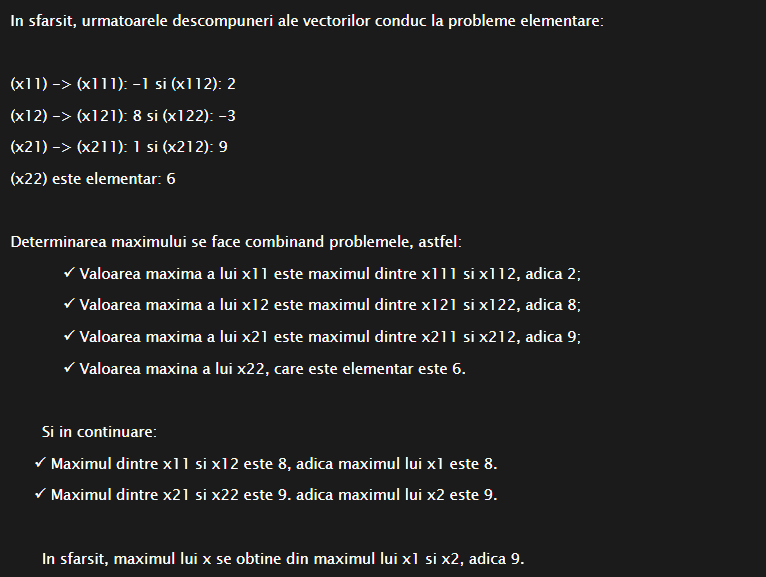 In sfarsit, urmatoarele descompuneri ale vectorilor conduc la probleme elementare:
(x11) -> (x111): -1 si (x112): 2
(x12) -> (x121): 8 si (x122): -3
(x21) -> (x211): 1 si (x212): 9
(x22) este elementar: 6
Determinarea maximului se face combinand problemele, astfel:
✓ Valoarea maxima a lui x11 este maximul dintre x111 si x112, adica 2;
✓ Valoarea maxima a lui x12 este maximul dintre x121 si x122, adica 8;
✓ Valoarea maxima a lui x21 este maximul dintre x211 si x212, adica 9;
✓ Valoarea maxina a lui x22, care este elementar este 6.
Si in continuare:
✓ Maximul dintre x11 si x12 este 8, adica maximul lui x1 este 8.
✓ Maximul dintre x21 si x22 este 9. adica maximul lui x2 este 9.
In sfarsit, maximul lui x se obtine din maximul lui x1 si x2, adica 9.